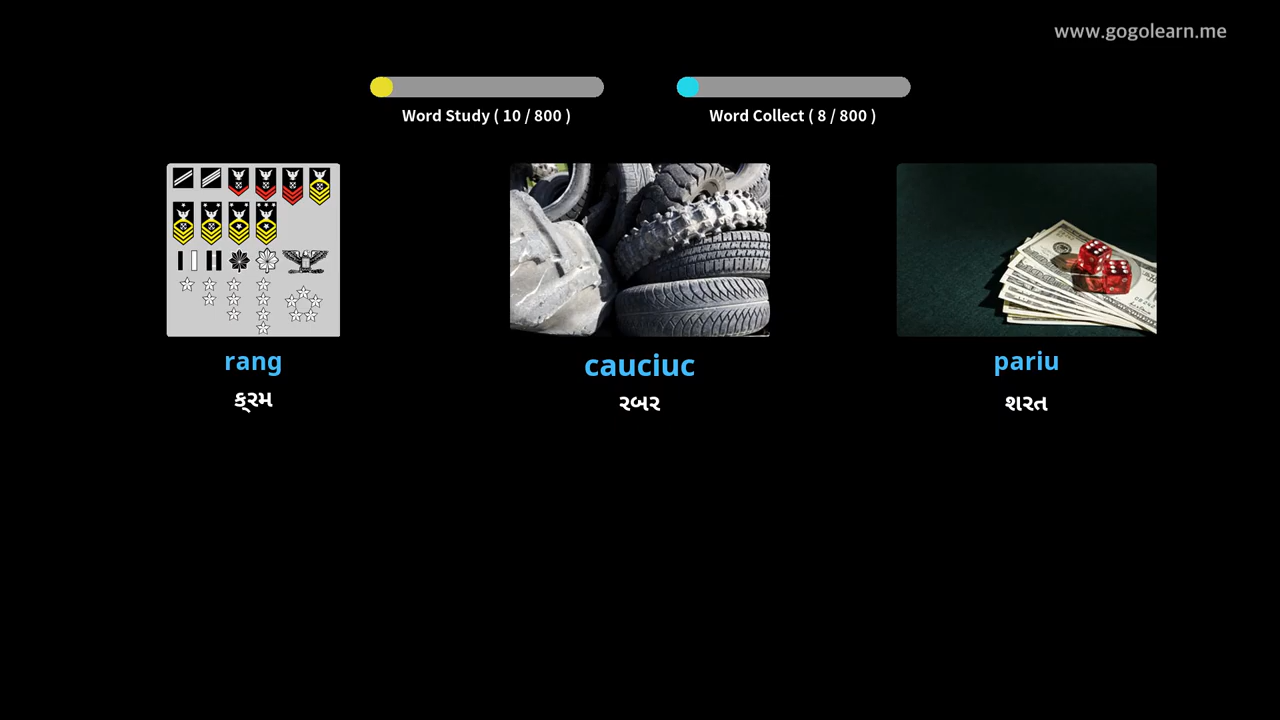 www.gogolearn.me
Word Study ( 10 / 800 )
Word Collect ( 8 / 800 )
rang
cauciuc
pariu
ક્રમ
રબર
શરત